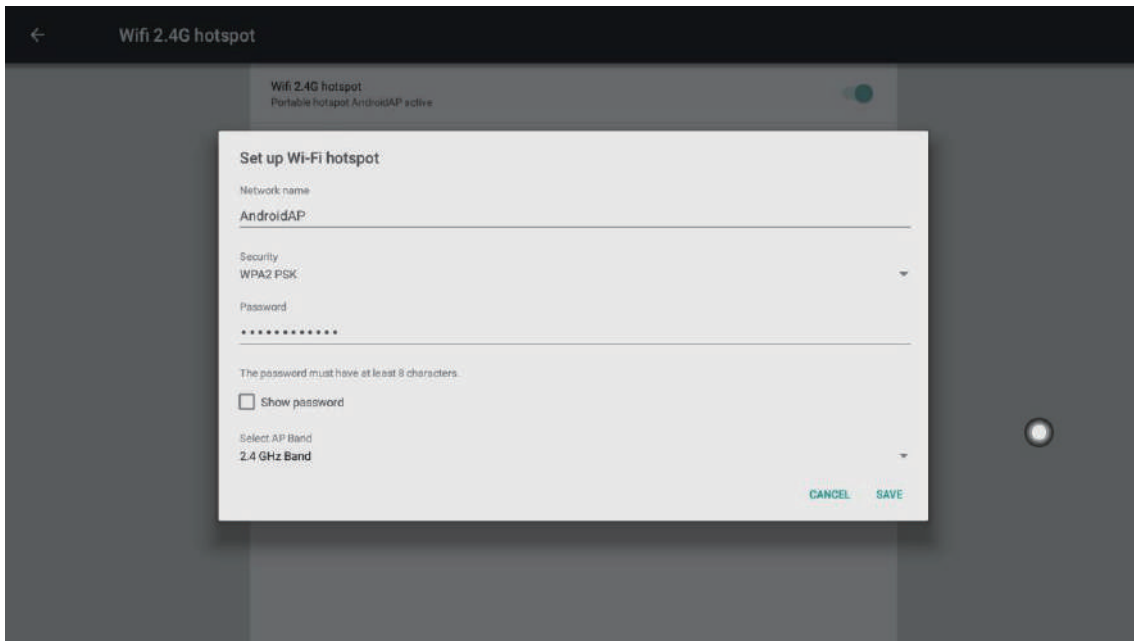 Wifi 2.4G hotspot
Wifi 2.4G hotspot
Portable hotspot AndroidAP active
Set up Wi-Fi hotspot
Network name
AndroidAP
Security
WPA2 PSK
Password
••••••••••••
The password must have at least 8 characters.
Show password
Select AP Band
2.4 GHz Band
CANCEL SAVE